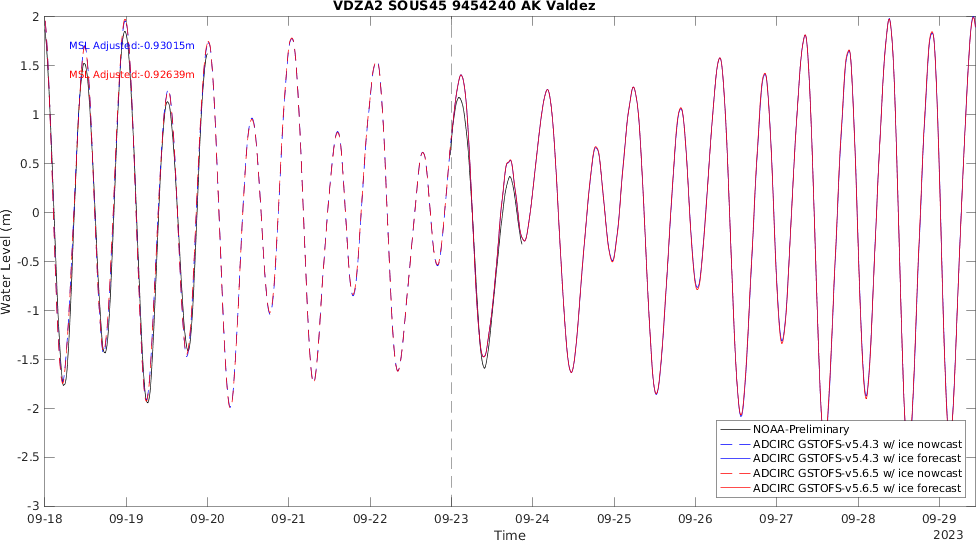 VDZA2 SOUS45 9454240 AK Valdez
MSL Adjusted:-0.93015m
MSL Adjusted:-0.92639m
Water Level (m)
2
1.5
1
0.5
0
-0.5
-1
-1.5
-2
-2.5
-3
NOAA-Preliminary
ADCIRC GSTOFS-v5.4.3 w/ ice nowcast
ADCIRC GSTOFS-v5.4.3 w/ ice forecast
ADCIRC GSTOFS-v5.6.5 w/ ice nowcast
ADCIRC GSTOFS-v5.6.5 w/ ice forecast
09-18 09-19 09-20 09-21 09-22 09-23 09-24 09-25 09-26 09-27 09-28 09-29
Time
2023